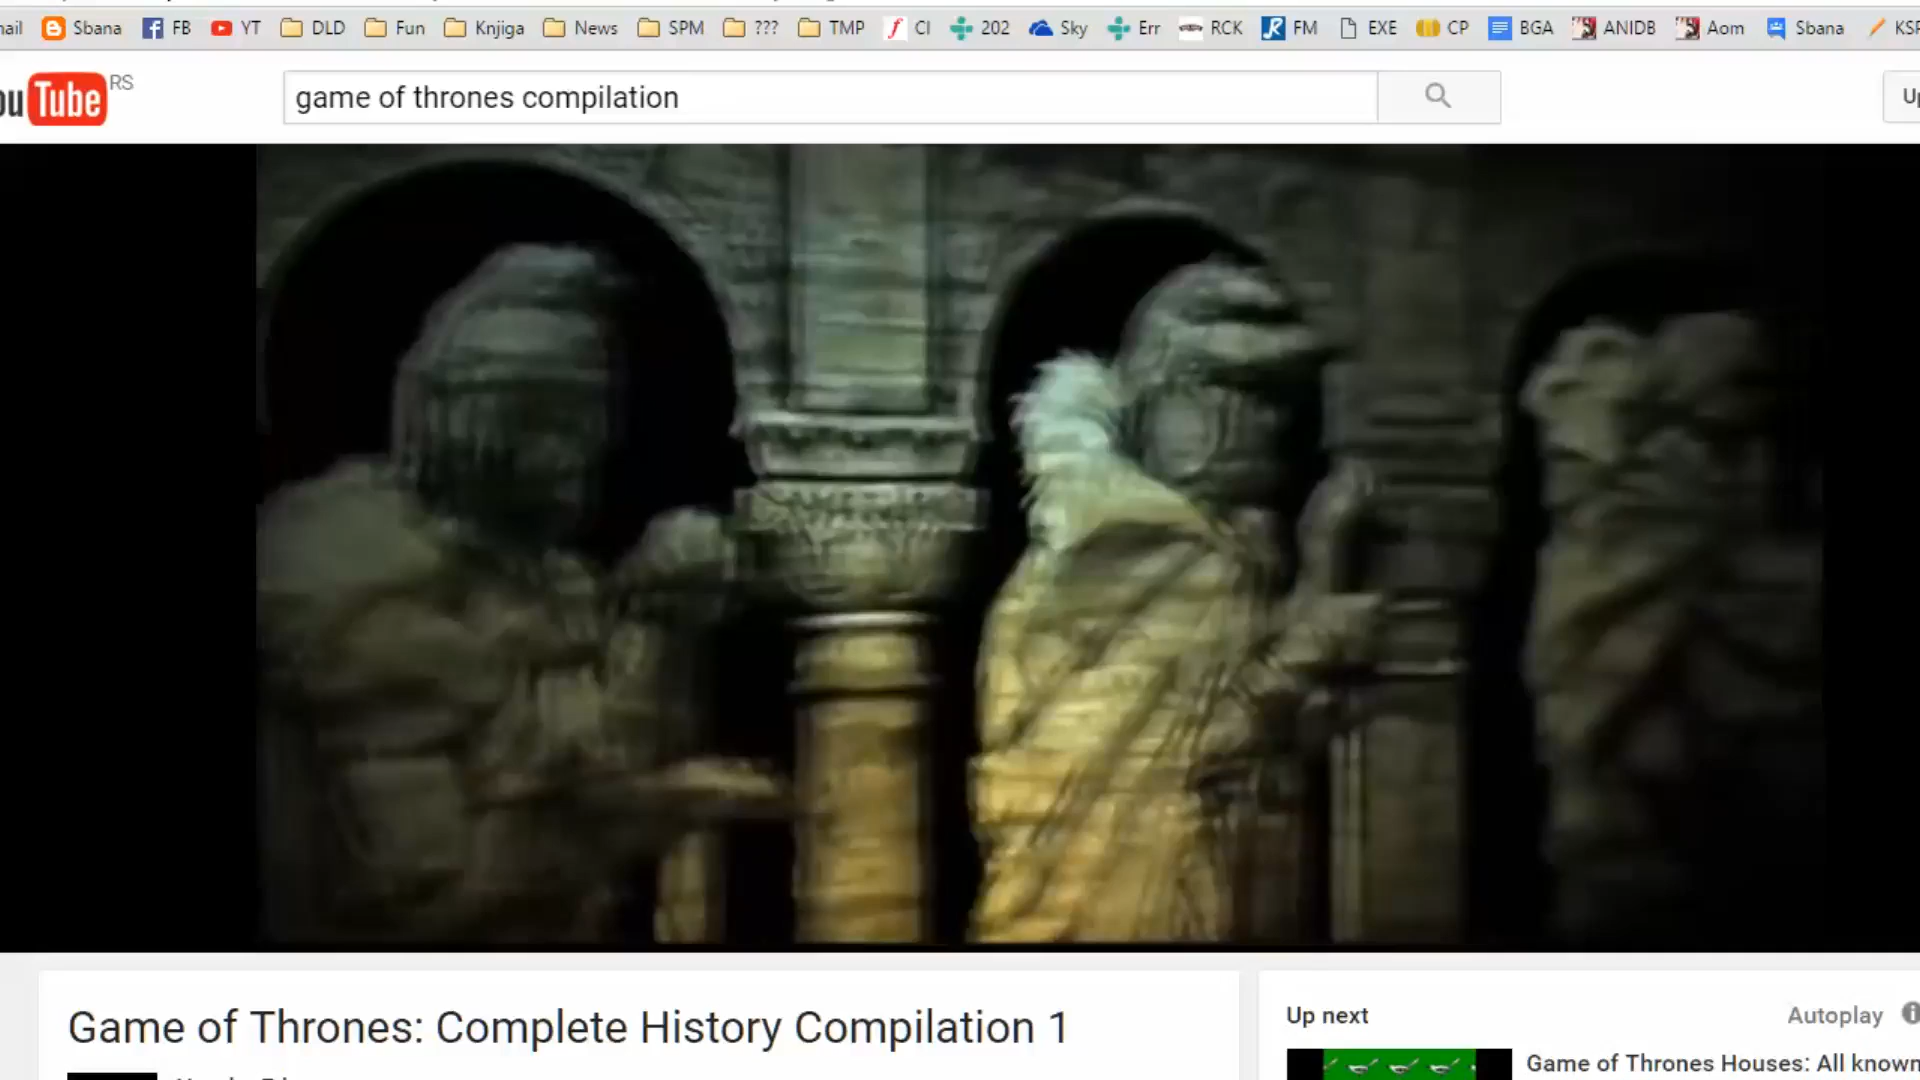 ail Sbana FB YT DLD Fun Knjiga News SPM ??? TMP CI 202 Sky Err RCK FM EXE CP BGA ANIDB Aom Sbana KSP
ou Tube RS
game of thrones compilation
Up
Game of Thrones: Complete History Compilation 1
Up next
Autoplay
Game of Thrones Houses: All known